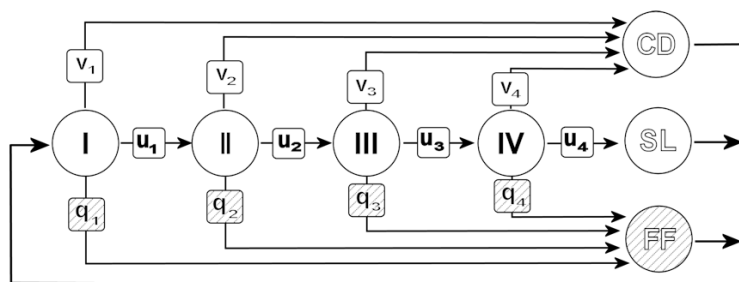 CD
v1 v2 v3 v4
I u1 II u2 III u3 IV u4 SL
q1 q2 q3 q4
FF